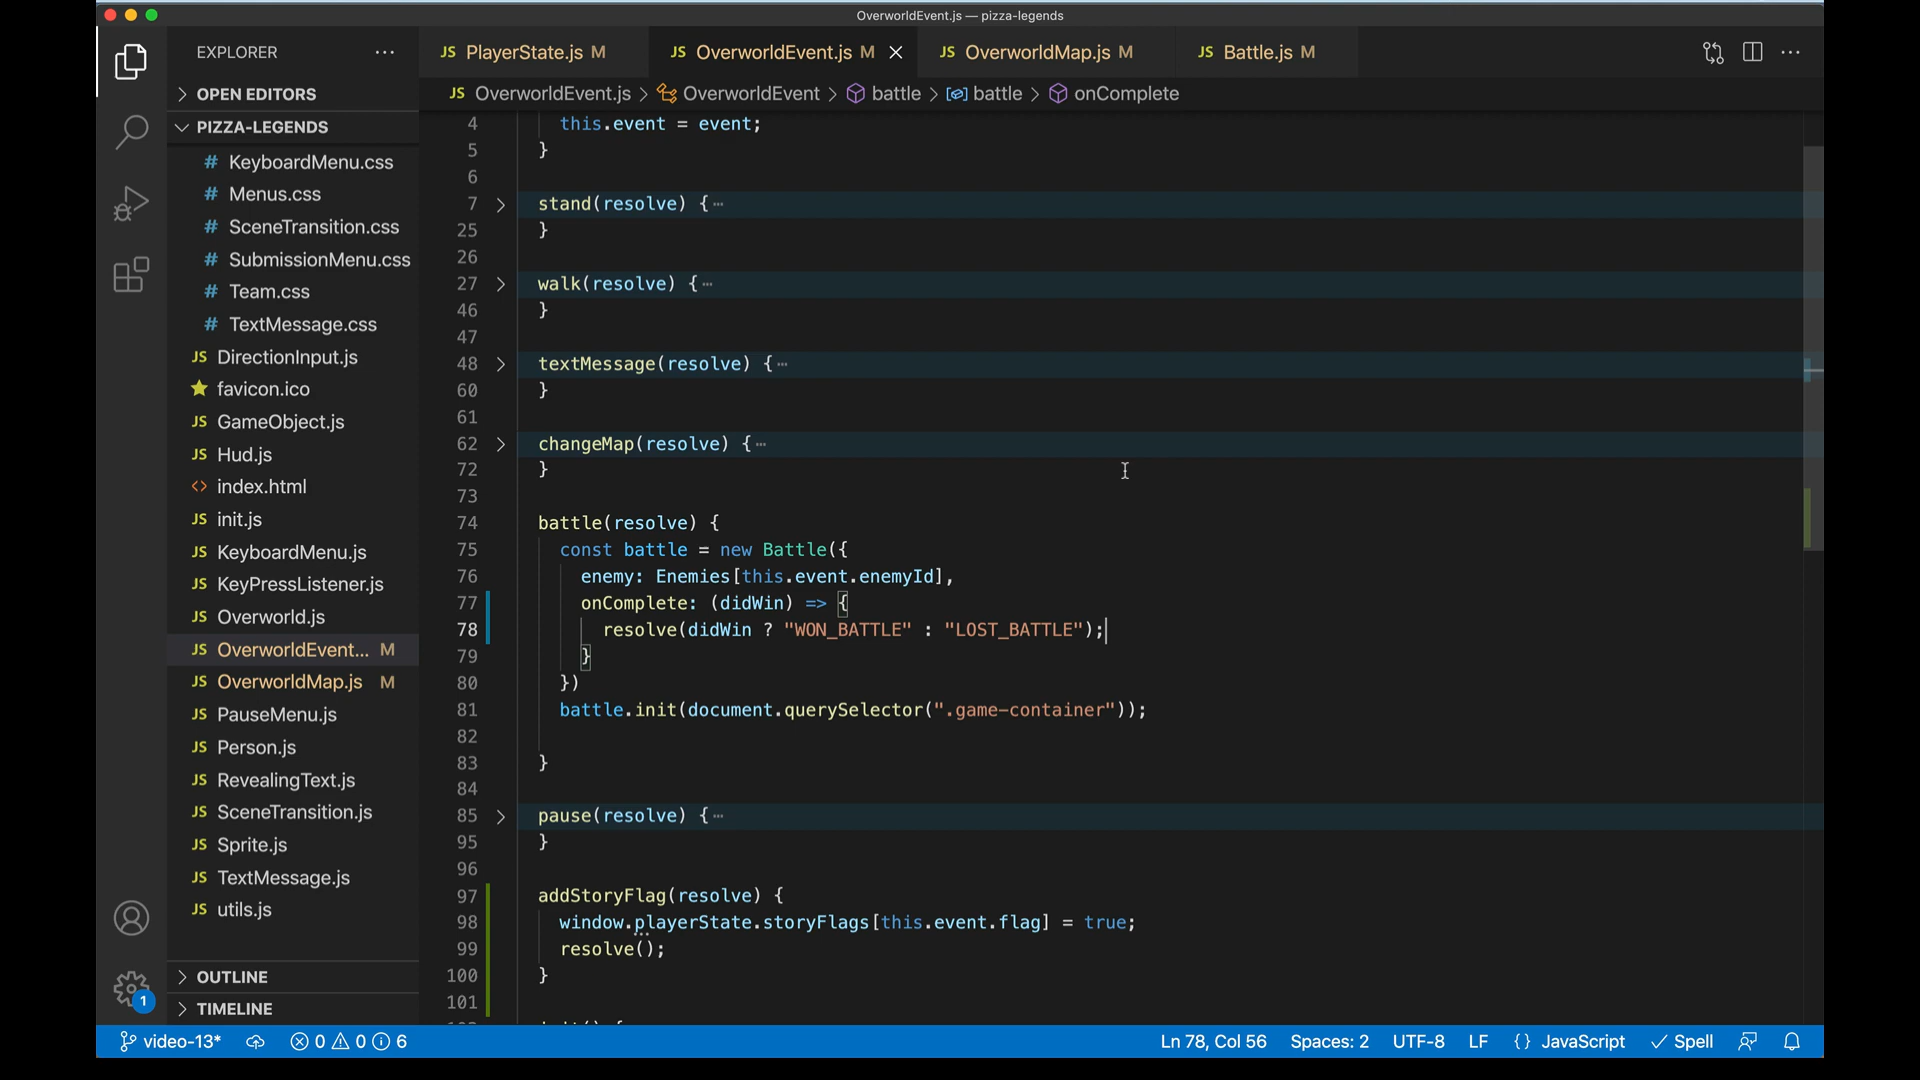 OverworldEvent.js — pizza-legends
EXPLORER ···
JS PlayerState.js M
JS OverworldEvent.js M
JS OverworldMap.js M
JS Battle.js M
JS OverworldEvent.js > OverworldEvent > battle > battle > onComplete
> OPEN EDITORS
PIZZA-LEGENDS
# KeyboardMenu.css
# Menus.css
# SceneTransition.css
# SubmissionMenu.css
# Team.css
# TextMessage.css
JS DirectionInput.js
favicon.ico
JS GameObject.js
JS Hud.js
<> index.html
JS init.js
JS KeyboardMenu.js
JS KeyPressListener.js
JS Overworld.js
JS OverworldEvent... M
JS OverworldMap.js M
JS PauseMenu.js
JS Person.js
JS RevealingText.js
JS SceneTransition.js
JS Sprite.js
JS TextMessage.js
JS utils.js
> OUTLINE
> TIMELINE
4 this.event = event;
5 }
6
7 > stand(resolve) {···
25 }
26
27 > walk(resolve) {···
46 }
47
48 > textMessage(resolve) {···
60 }
61
62 > changeMap(resolve) {···
72 }
73
74 battle(resolve) {
75 const battle = new Battle({
76 enemy: Enemies[this.event.enemyId],
77 onComplete: (didWin) => {
78 resolve(didWin ? "WON_BATTLE" : "LOST_BATTLE");
79 }
80 })
81 battle.init(document.querySelector(".game-container"));
82
83 }
84
85 > pause(resolve) {···
95 }
96
97 addStoryFlag(resolve) {
98 window.playerState.storyFlags[this.event.flag] = true;
99 resolve();
100 }
101
1
video-13* 0 0 6
Ln 78, Col 56 Spaces: 2 UTF-8 LF {} JavaScript Spell